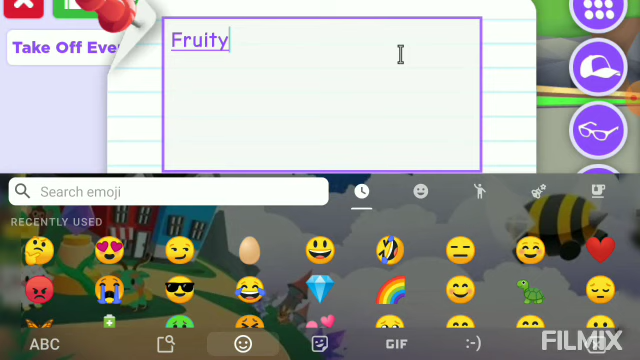 Take Off Eve
Fruity
Search emoji
RECENTLY USED
ABC
GIF
:-)
FILMIX